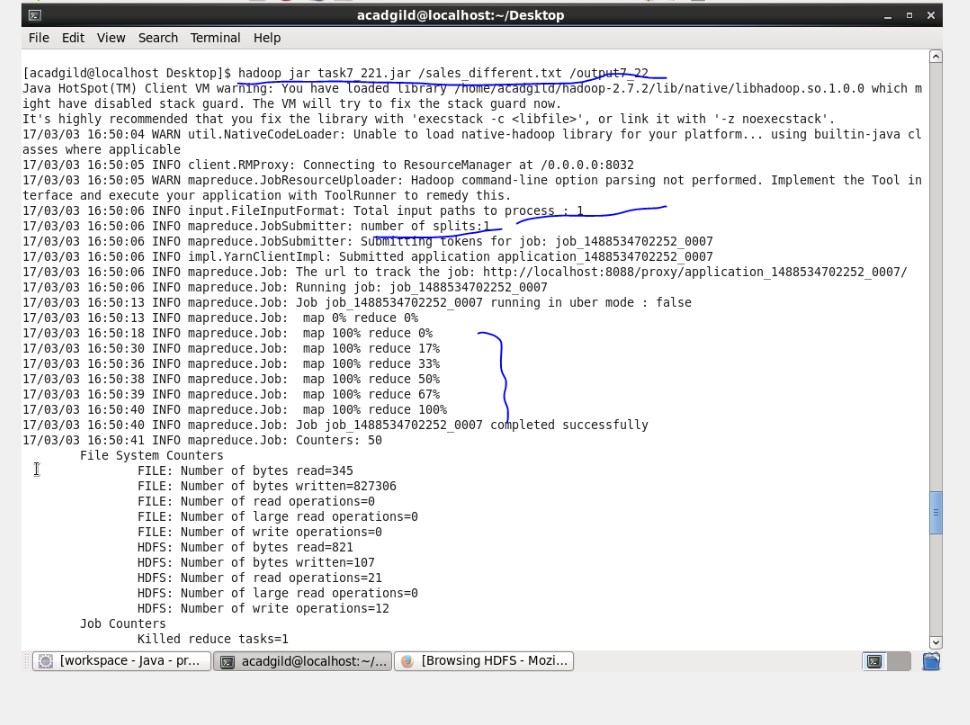 acadgild@localhost:~/Desktop
File Edit View Search Terminal Help
[acadgild@localhost Desktop]$ hadoop jar task7_221.jar /sales_different.txt /output7_22
Java HotSpot(TM) Client VM warning: You have loaded library /home/acadgild/hadoop-2.7.2/lib/native/libhadoop.so.1.0.0 which m
ight have disabled stack guard. The VM will try to fix the stack guard now.
It's highly recommended that you fix the library with 'execstack -c <libfile>', or link it with '-z noexecstack'.
17/03/03 16:50:04 WARN util.NativeCodeLoader: Unable to load native-hadoop library for your platform... using builtin-java cl
asses where applicable
17/03/03 16:50:05 INFO client.RMProxy: Connecting to ResourceManager at /0.0.0.0:8032
17/03/03 16:50:05 WARN mapreduce.JobResourceUploader: Hadoop command-line option parsing not performed. Implement the Tool in
terface and execute your application with ToolRunner to remedy this.
17/03/03 16:50:06 INFO input.FileInputFormat: Total input paths to process : 1
17/03/03 16:50:06 INFO mapreduce.JobSubmitter: number of splits:1
17/03/03 16:50:06 INFO mapreduce.JobSubmitter: Submitting tokens for job: job_1488534702252_0007
17/03/03 16:50:06 INFO impl.YarnClientImpl: Submitted application application_1488534702252_0007
17/03/03 16:50:06 INFO mapreduce.Job: The url to track the job: http://localhost:8088/proxy/application_1488534702252_0007/
17/03/03 16:50:06 INFO mapreduce.Job: Running job: job_1488534702252_0007
17/03/03 16:50:13 INFO mapreduce.Job: Job job_1488534702252_0007 running in uber mode : false
17/03/03 16:50:13 INFO mapreduce.Job:  map 0% reduce 0%
17/03/03 16:50:18 INFO mapreduce.Job:  map 100% reduce 0%
17/03/03 16:50:30 INFO mapreduce.Job:  map 100% reduce 17%
17/03/03 16:50:36 INFO mapreduce.Job:  map 100% reduce 33%
17/03/03 16:50:38 INFO mapreduce.Job:  map 100% reduce 50%
17/03/03 16:50:39 INFO mapreduce.Job:  map 100% reduce 67%
17/03/03 16:50:40 INFO mapreduce.Job:  map 100% reduce 100%
17/03/03 16:50:40 INFO mapreduce.Job: Job job_1488534702252_0007 completed successfully
17/03/03 16:50:41 INFO mapreduce.Job: Counters: 50
File System Counters
FILE: Number of bytes read=345
FILE: Number of bytes written=827306
FILE: Number of read operations=0
FILE: Number of large read operations=0
FILE: Number of write operations=0
HDFS: Number of bytes read=821
HDFS: Number of bytes written=107
HDFS: Number of read operations=21
HDFS: Number of large read operations=0
HDFS: Number of write operations=12
Job Counters
Killed reduce tasks=1
[workspace - Java - pr... acadgild@localhost:~/... [Browsing HDFS - Mozi...